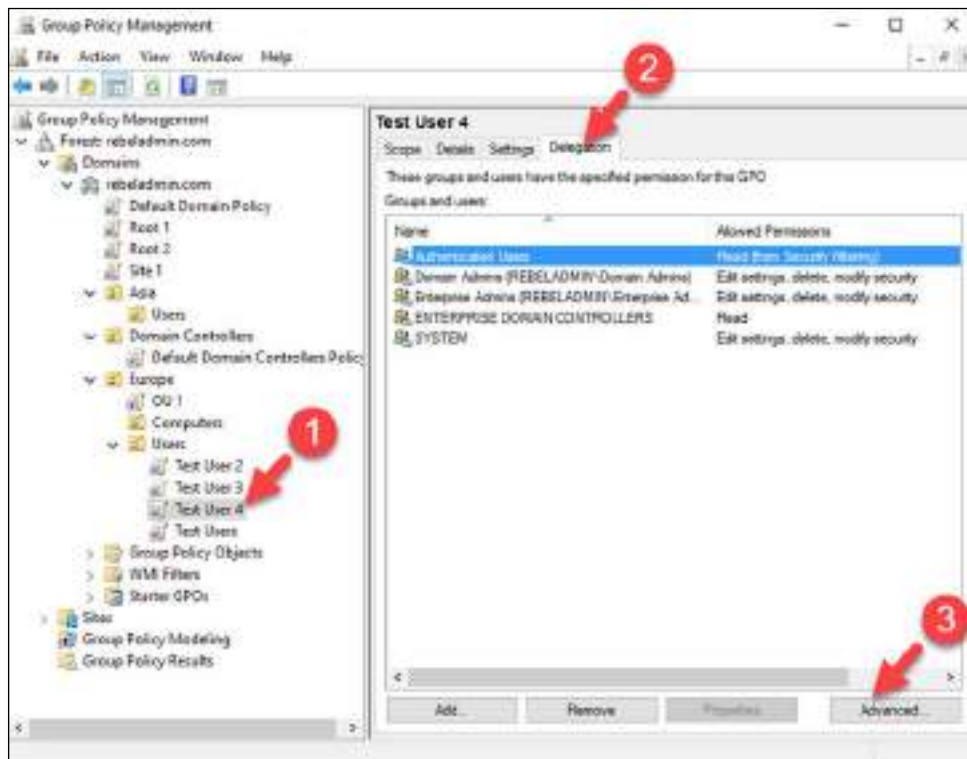 Group Policy Management
File Action View Window Help
Group Policy Management
Forest: rebeladmin.com
Domains
rebeladmin.com
Default Domain Policy
Root 1
Root 2
Site 1
Asia
Users
Domain Controllers
Default Domain Controllers Polic
Europe
OU 1
Computers
Users
Test User 2
Test User 3
Test User 4
Test Users
Group Policy Objects
WMI Filters
Starter GPOs
Sites
Group Policy Modeling
Group Policy Results
1
2
Test User 4
Scope Details Settings Delegation
These groups and users have the specified permission for this GPO
Groups and users:
Name Allowed Permissions
Authenticated Users Read (from Security Filtering)
Domain Admins (REBELADMIN\Domain Admins) Edit settings, delete, modify security
Enterprise Admins (REBELADMIN\Enterprise Ad... Edit settings, delete, modify security
ENTERPRISE DOMAIN CONTROLLERS Read
SYSTEM Edit settings, delete, modify security
3
Add... Remove Properties Advanced...